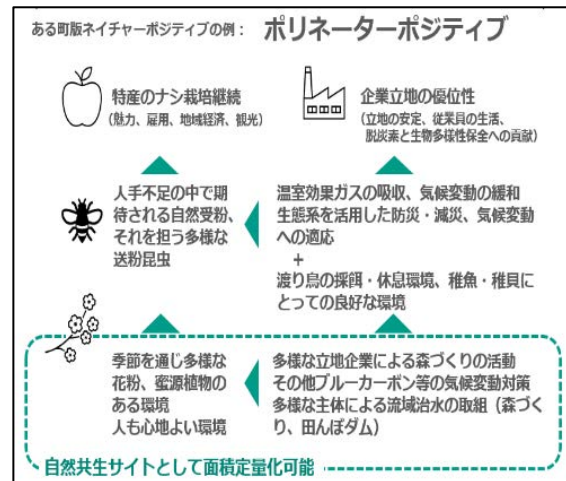 ある町版ネイチャーポジティブの例： ポリネーターポジティブ
特産のナシ栽培継続
（魅力、雇用、地域経済、観光）
企業立地の優位性
（立地の安定、従業員の生活、
脱炭素と生物多様性保全への貢献）
人手不足の中で期
待される自然受粉、
それを担う多様な
送粉昆虫
温室効果ガスの吸収、気候変動の緩和
生態系を活用した防災・減災、気候変動
への適応
+
渡り鳥の採餌・休息環境、稚魚・稚貝に
とっての良好な環境
季節を通じ多様な
花粉、蜜源植物の
ある環境
人も心地よい環境
多様な立地企業による森づくりの活動
その他ブルーカーボン等の気候変動対策
多様な主体による流域治水の取組（森づく
り、田んぼダム）
自然共生サイトとして面積定量化可能